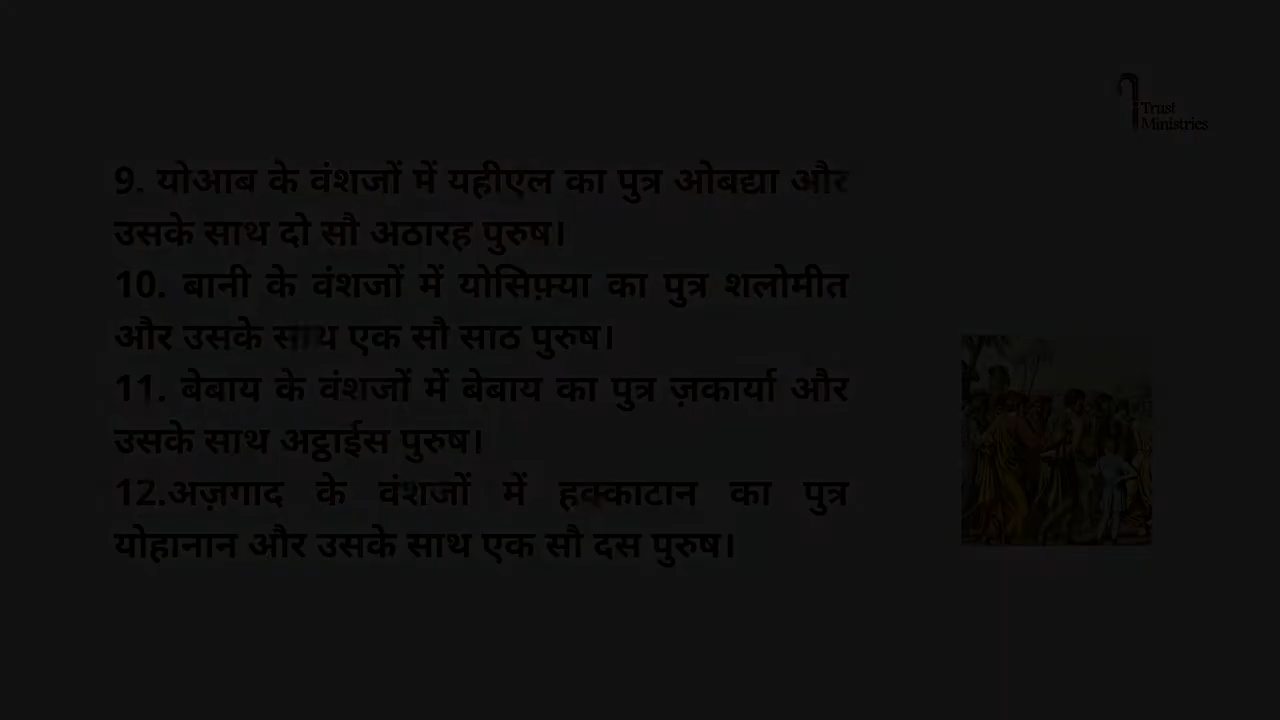 Trust
Ministries
9. योआब के वंशजों में यहीएल का पुत्र ओबद्या और
उसके साथ दो सौ अठारह पुरुष।
10. बानी के वंशजों में योसिफ़्या का पुत्र शलोमीत
और उसके साथ एक सौ साठ पुरुष।
11. बेबाय के वंशजों में बेबाय का पुत्र ज़कार्या और
उसके साथ अट्ठाईस पुरुष।
12.अज़गाद के वंशजों में हक्काटान का पुत्र
योहानान और उसके साथ एक सौ दस पुरुष।